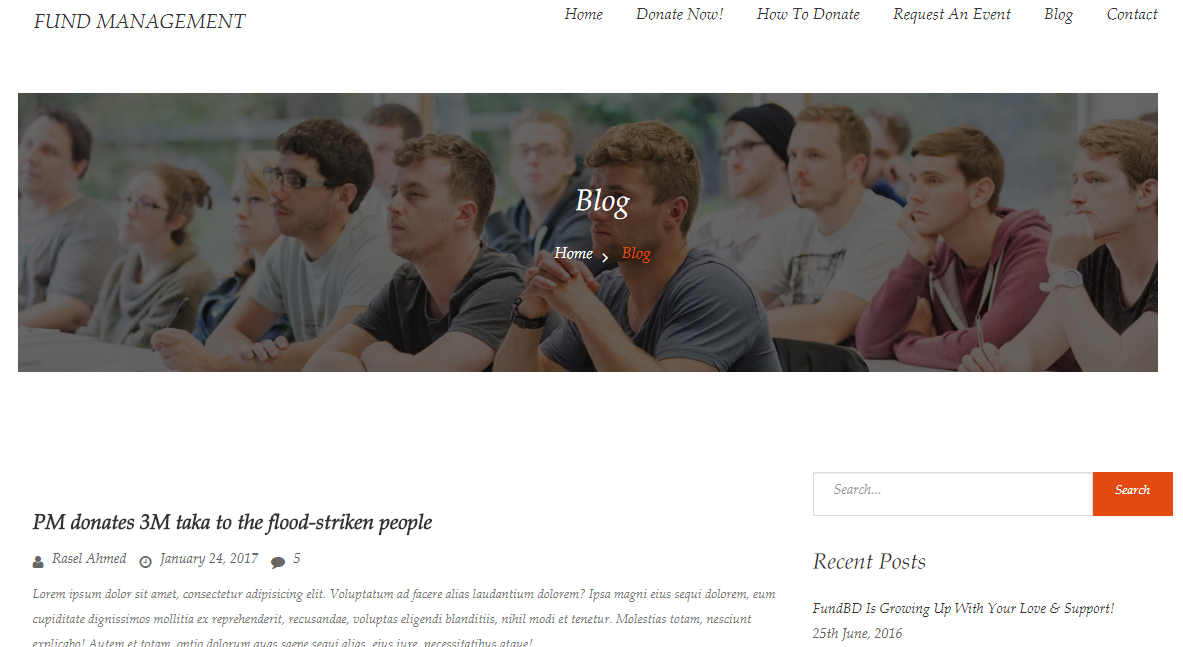 FUND MANAGEMENT
Home Donate Now! How To Donate Request An Event Blog Contact
Blog
Home > Blog
Search...
Search
PM donates 3M taka to the flood-striken people
Rasel Ahmed January 24, 2017 5
Lorem ipsum dolor sit amet, consectetur adipisicing elit. Voluptatum ad facere alias laudantium dolorem? Ipsa magni eius sequi dolorem, eum
cupiditate dignissimos mollitia ex reprehenderit, recusandae, voluptas eligendi blanditiis, nihil modi et tenetur. Molestias totam, nesciunt
explicabo! Autem et totam, optio dolorum quas saepe sequi alias, eius iure, necessitatibus atque!
Recent Posts
FundBD Is Growing Up With Your Love & Support!
25th June, 2016